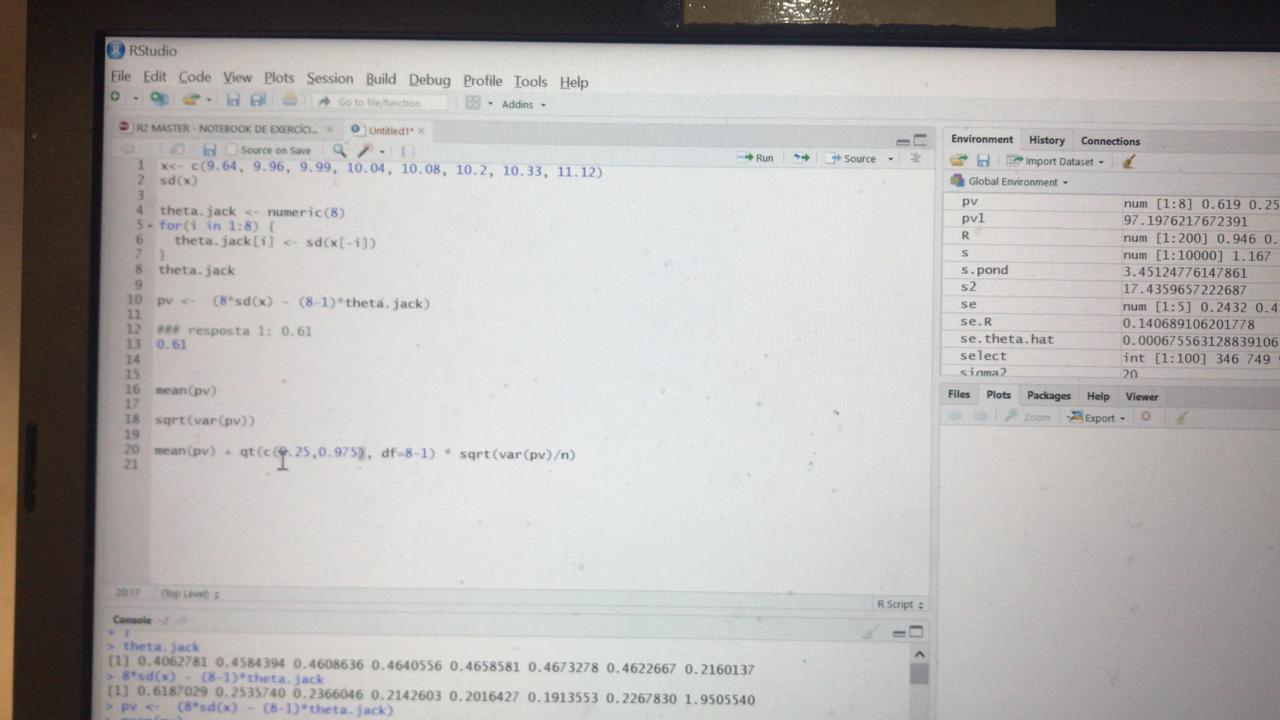 RStudio
File Edit Code View Plots Session Build Debug Profile Tools Help
Go to file/function Addins
R2 MASTER - NOTEBOOK DE EXERCÍCI... × Untitled1* ×
Source on Save Run Source
1 x<- c(9.64, 9.96, 9.99, 10.04, 10.08, 10.2, 10.33, 11.12)
2 sd(x)
3
4 theta.jack <- numeric(8)
5 for(i in 1:8) {
6 theta.jack[i] <- sd(x[-i])
7 }
8 theta.jack
9
10 pv <- (8*sd(x) - (8-1)*theta.jack)
11
12 ### resposta 1: 0.61
13 0.61
14
15
16 mean(pv)
17
18 sqrt(var(pv))
19
20 mean(pv) + qt(c(0.25,0.975), df=8-1) * sqrt(var(pv)/n)
21
20:17 (Top Level) R Script
Console ~/
> theta.jack
[1] 0.4062781 0.4584394 0.4608636 0.4640556 0.4658581 0.4673278 0.4622667 0.2160137
> 8*sd(x) - (8-1)*theta.jack
[1] 0.6187029 0.2535740 0.2366046 0.2142603 0.2016427 0.1913553 0.2267830 1.9505540
> pv <- (8*sd(x) - (8-1)*theta.jack)
Environment History Connections
Import Dataset
Global Environment
pv num [1:8] 0.619 0.25
pv1 97.1976217672391
R num [1:200] 0.946 0.
s num [1:10000] 1.167
s.pond 3.45124776147861
s2 17.4359657222687
se num [1:5] 0.2432 0.4
se.R 0.140689106201778
se.theta.hat 0.000675563128839106
select int [1:100] 346 749
sigma2 20
Files Plots Packages Help Viewer
Zoom Export